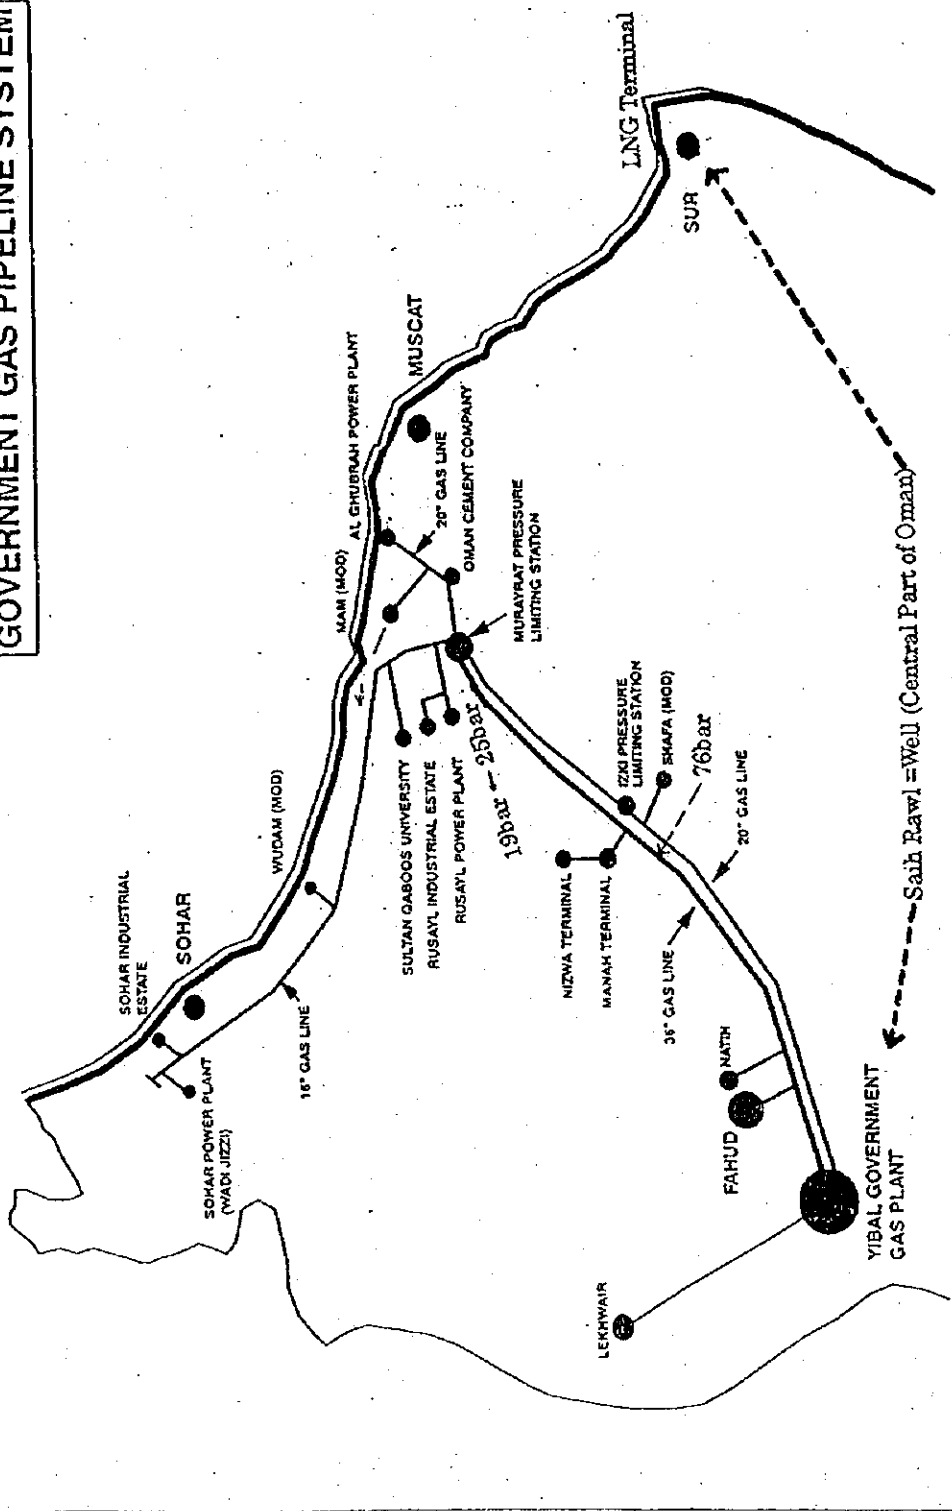 GOVERNMENT GAS PIPELINE SYSTEM
LNG Terminal
SUR
MUSCAT
AL GHUBRAH POWER PLANT
20" GAS LINE
OMAN CEMENT COMPANY
MAM (MOD)
MURAYRAT PRESSURE
LIMITING STATION
WUDAM (MOD)
SULTAN QABOOS UNIVERSITY
RUSAYL INDUSTRIAL ESTATE
RUSAYL POWER PLANT
19bar - 25bar
SOHAR INDUSTRIAL
ESTATE
SOHAR
16" GAS LINE
SOHAR POWER PLANT
(WADI JIZZI)
IZKI PRESSURE
LIMITING STATION
SHAFA (MOD)
76bar
20" GAS LINE
NIZWA TERMINAL
MANAH TERMINAL
36" GAS LINE
NATIH
FAHUD
YIBAL GOVERNMENT
GAS PLANT
LEKHWAIR
Saih Rawl=Well (Central Part of Oman)